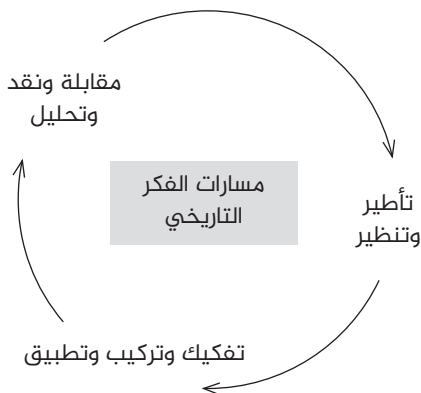 مقابلة ونقد
وتحليل
مسارات الفكر
التاريخي
تأطير
وتنظير
تفكيك وتركيب وتطبيق